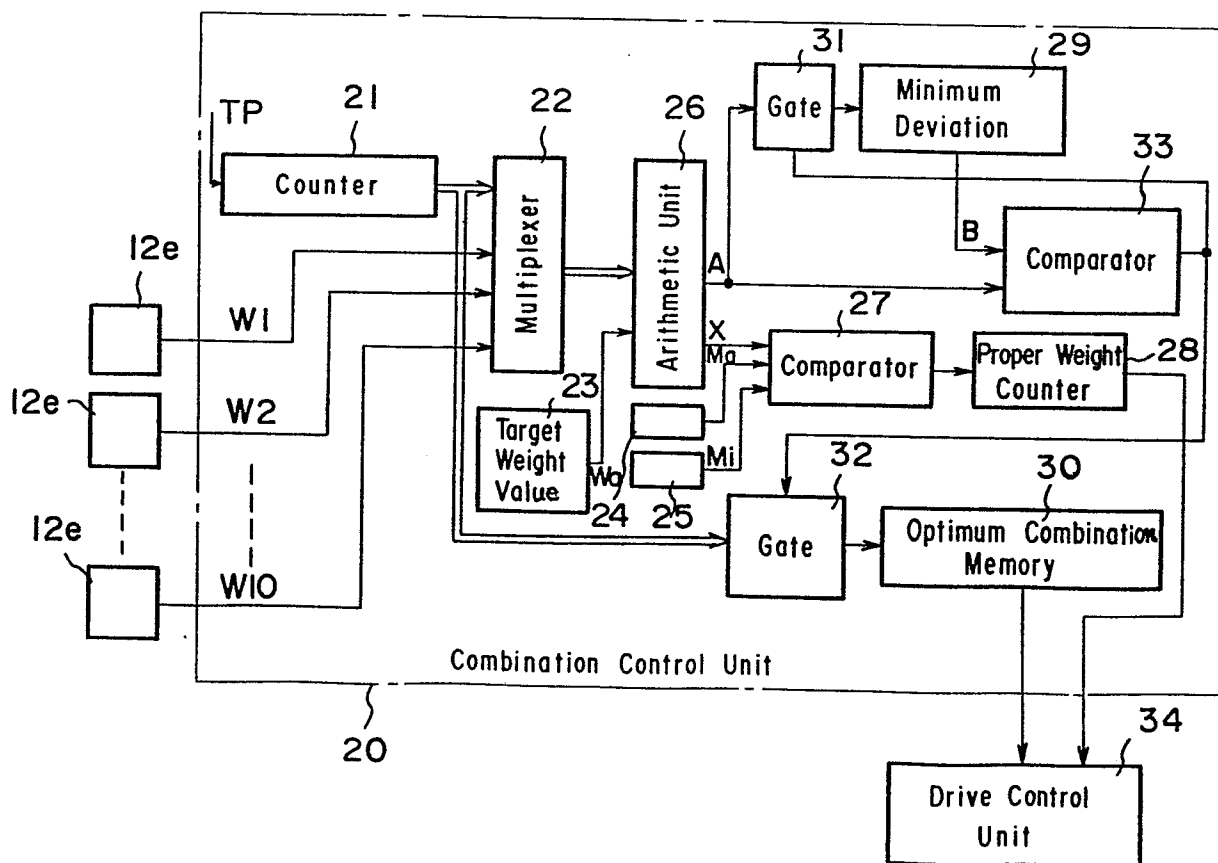 31
29
TP
21
22
26
Gate
Minimum
Deviation
33
Counter
Multiplexer
Arithmetic Unit
A
B
Comparator
12e
W1
27
X
Ma
Comparator
Proper Weight
Counter
28
12e
W2
23
Target
Weight
Value
Wa
24
Mi
25
32
30
Gate
Optimum Combination
Memory
12e
W10
Combination Control Unit
20
34
Drive Control
Unit